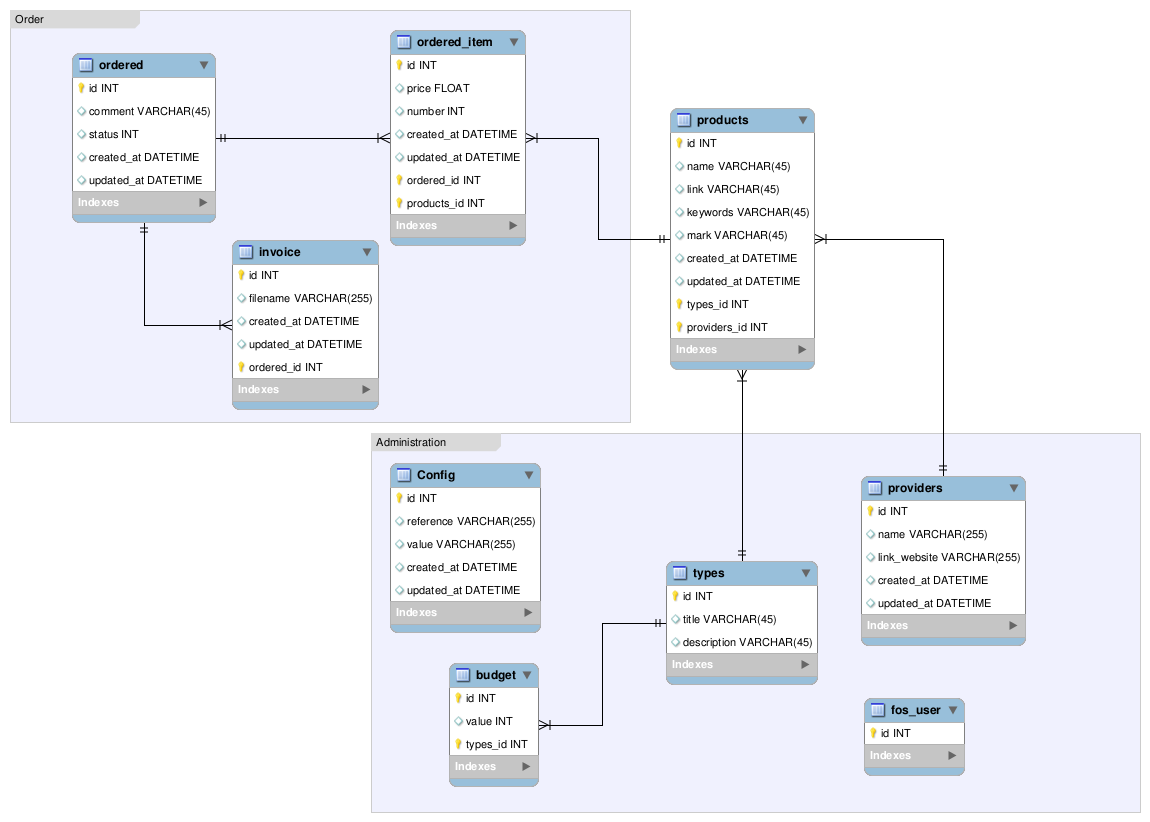 Order
ordered
id INT
comment VARCHAR(45)
status INT
created_at DATETIME
updated_at DATETIME
Indexes
ordered_item
id INT
price FLOAT
number INT
created_at DATETIME
updated_at DATETIME
ordered_id INT
products_id INT
Indexes
invoice
id INT
filename VARCHAR(255)
created_at DATETIME
updated_at DATETIME
ordered_id INT
Indexes
products
id INT
name VARCHAR(45)
link VARCHAR(45)
keywords VARCHAR(45)
mark VARCHAR(45)
created_at DATETIME
updated_at DATETIME
types_id INT
providers_id INT
Indexes
Administration
Config
id INT
reference VARCHAR(255)
value VARCHAR(255)
created_at DATETIME
updated_at DATETIME
Indexes
budget
id INT
value INT
types_id INT
Indexes
types
id INT
title VARCHAR(45)
description VARCHAR(45)
Indexes
providers
id INT
name VARCHAR(255)
link_website VARCHAR(255)
created_at DATETIME
updated_at DATETIME
Indexes
fos_user
id INT
Indexes